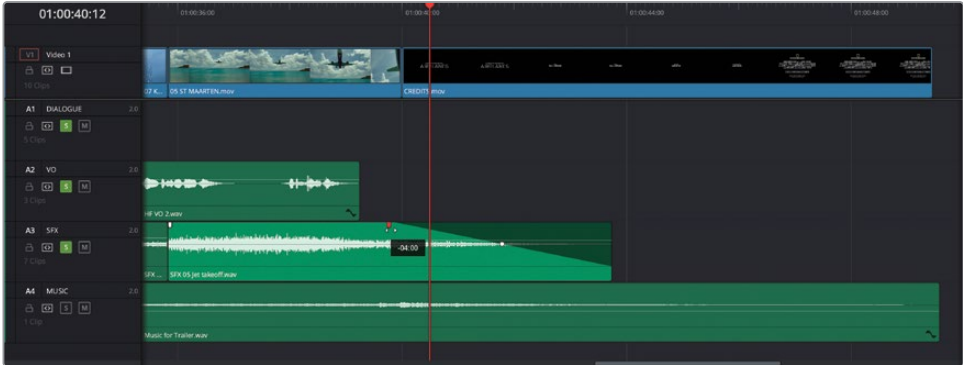 01:00:40:12
01:00:36:00
01:00:40:00
01:00:44:00
01:00:48:00
V1 Video 1
16 Clips
07 K... 05 ST MAARTEN.mov CREDITS.mov
A1 DIALOGUE 2.0
S M
5 Clips
A2 VO 2.0
S M
3 Clips
HF VO 2.wav
A3 SFX 2.0
S M
-04:00
7 Clips
SFX ... SFX 05 Jet takeoff.wav
A4 MUSIC 2.0
S M
1 Clip
Music for Trailer.wav